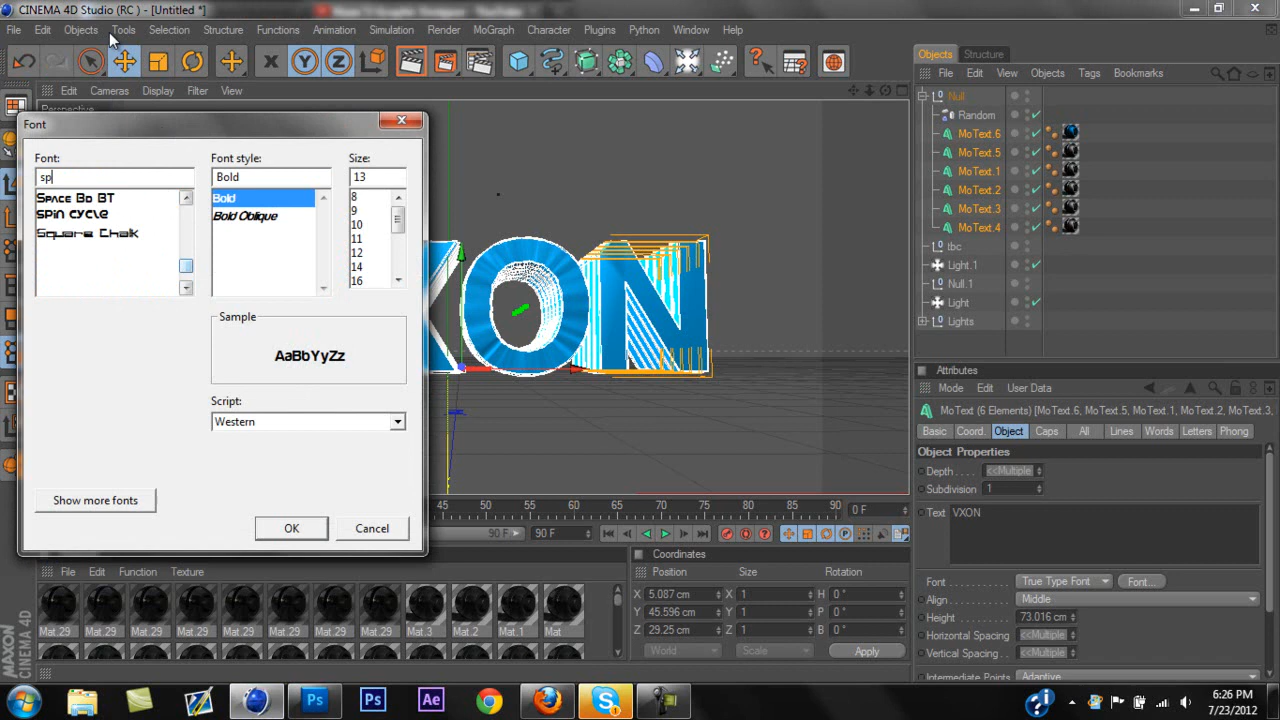 CINEMA 4D Studio (RC ) - [Untitled *]
File Edit Objects Tools Selection Structure Functions Animation Simulation Render MoGraph Character Plugins Python Window Help
Edit Cameras Display Filter View
Perspective
Font
Font:
sp
Space Bd BT
Spin Cycle
Square Chalk
Font style:
Bold
Bold
Bold Oblique
Size:
13
8
9
10
11
12
14
16
Sample
AaBbYyZz
Script:
Western
Show more fonts
OK Cancel
XON
Objects Structure
File Edit View Objects Tags Bookmarks
Null
Random
MoText.6
MoText.5
MoText.1
MoText.2
MoText.3
MoText.4
tbc
Light.1
Null.1
Light
Lights
Attributes
Mode Edit User Data
MoText (6 Elements) [MoText.6, MoText.5, MoText.1, MoText.2, MoText.3,
Basic Coord. Object Caps All Lines Words Letters Phong
Object Properties
Depth <<Multiple
Subdivision 1
Text VXON
Font True Type Font Font...
Align Middle
Height 73.016 cm
Horizontal Spacing <<Multiple
Vertical Spacing <<Multiple
Intermediate Points Adaptive
45 50 55 60 65 70 75 80 85 90 0 F
90 F 90 F
File Edit Function Texture
Mat.29 Mat.29 Mat.29 Mat.29 Mat.29 Mat.29 Mat.29 Mat.29 Mat.3 Mat.2 Mat.1 Mat
Coordinates
Position Size Rotation
X 5.087 cm X 1 H 0 °
Y 45.596 cm Y 1 P 0 °
Z 29.25 cm Z 1 B 0 °
World Scale Apply
MAXON
CINEMA 4D
Ps Ps Ae
6:26 PM
7/23/2012